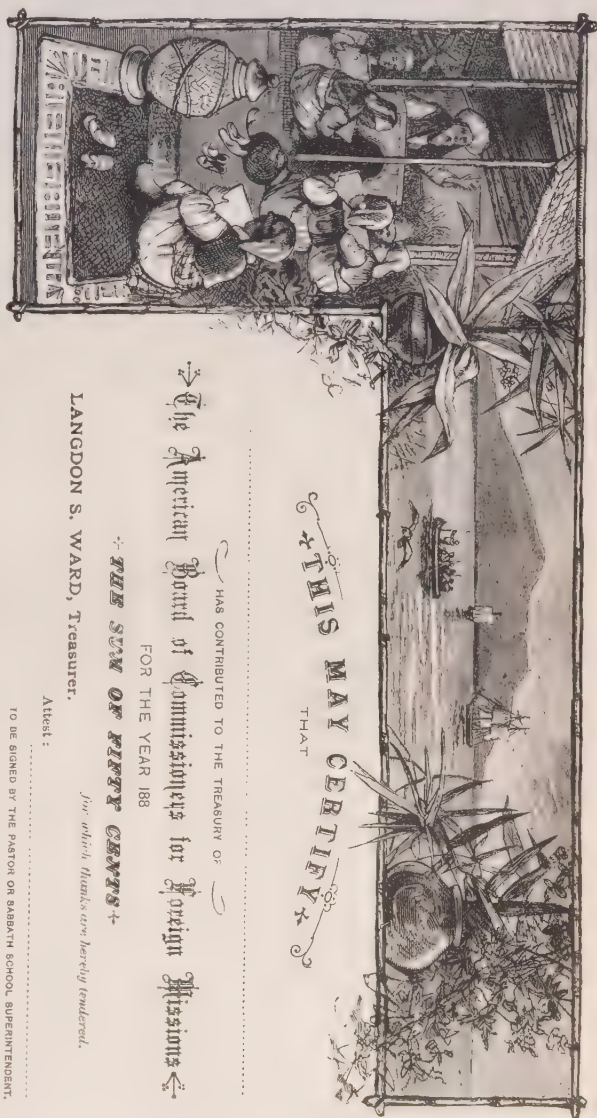 THIS MAY CERTIFY
THAT
HAS CONTRIBUTED TO THE TREASURY OF
The American Board of Commissioners for Foreign Missions
FOR THE YEAR 188
THE SUM OF FIFTY CENTS
for which thanks are hereby tendered.
LANGDON S. WARD, Treasurer.
Attest:
TO BE SIGNED BY THE PASTOR OR SABBATH SCHOOL SUPERINTENDENT.